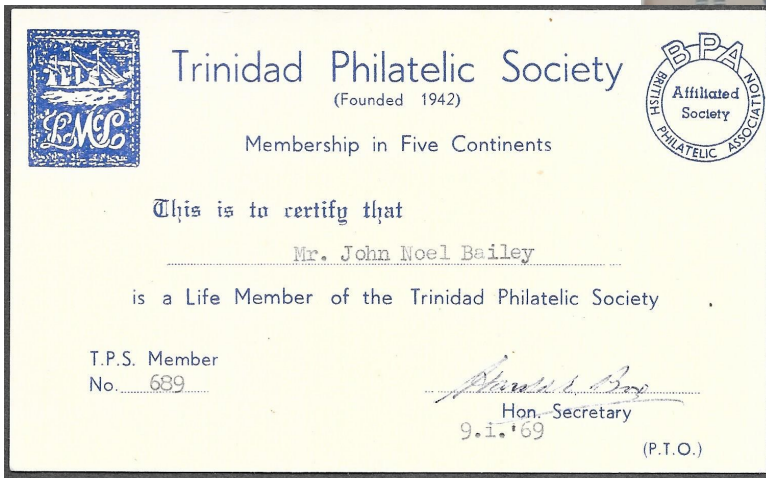 Trinidad Philatelic Society
(Founded 1942)
Membership in Five Continents
LMcL
BPA
BRITISH PHILATELIC ASSOCIATION
Affiliated
Society
This is to certify that
Mr. John Noel Bailey
is a Life Member of the Trinidad Philatelic Society
T.P.S. Member
No. 689
Hon. Secretary
9.i.'69
(P.T.O.)